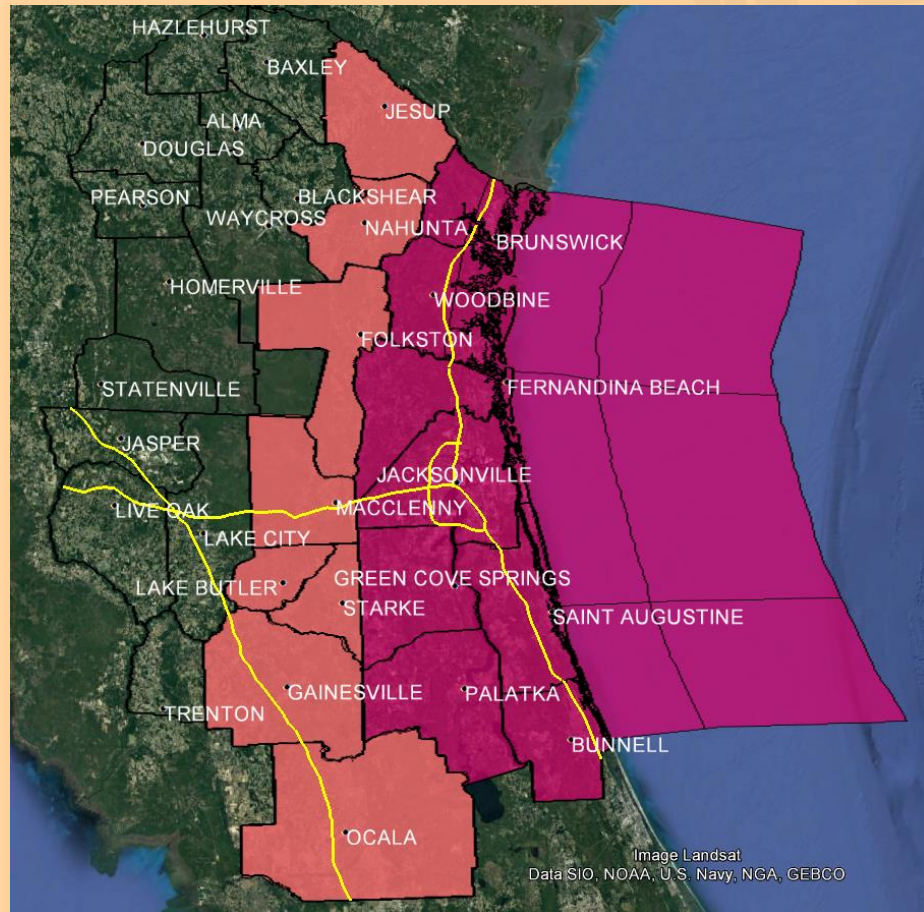 HAZLEHURST
BAXLEY
JESUP
ALMA
DOUGLAS
PEARSON
BLACKSHEAR
WAYCROSS
NAHUNTA
BRUNSWICK
HOMERVILLE
WOODBINE
FOLKSTON
STATENVILLE
FERNANDINA BEACH
JASPER
JACKSONVILLE
LIVE OAK
MACCLENNY
LAKE CITY
LAKE BUTLER
GREEN COVE SPRINGS
STARKE
SAINT AUGUSTINE
GAINESVILLE
PALATKA
TRENTON
BUNNELL
OCALA
Image Landsat
Data SIO, NOAA, U.S. Navy, NGA, GEBCO